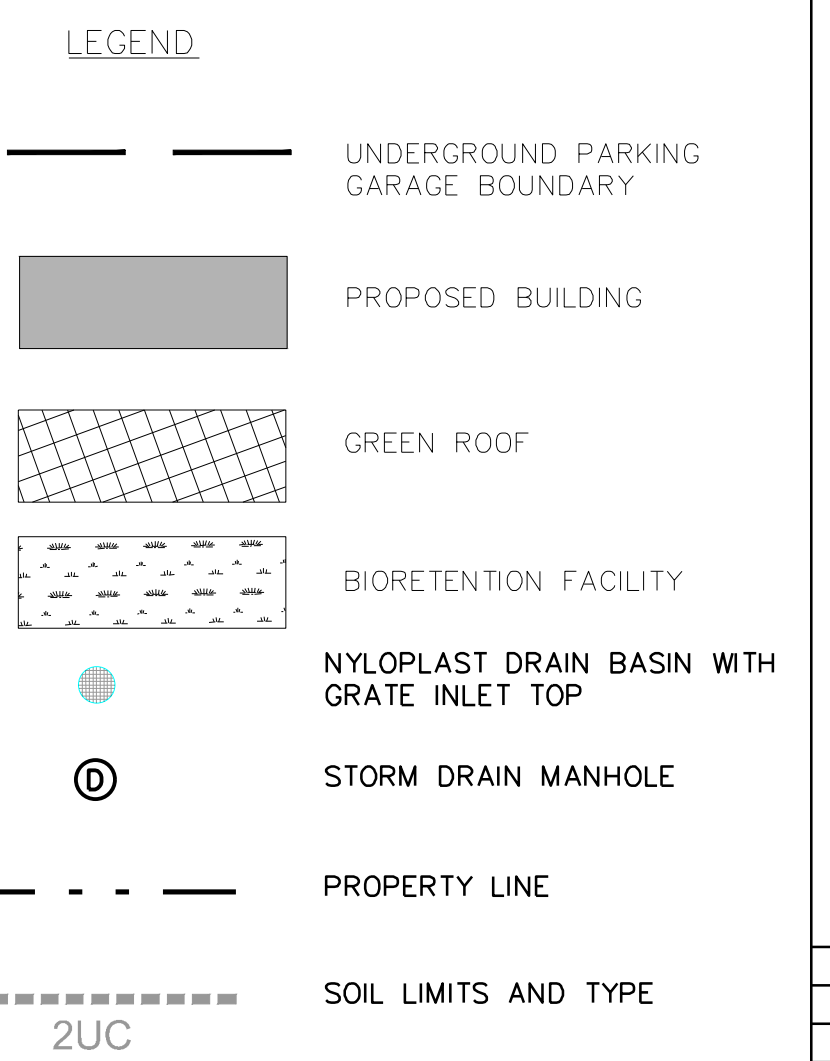 LEGEND
UNDERGROUND PARKING
GARAGE BOUNDARY
PROPOSED BUILDING
GREEN ROOF
BIORETENTION FACILITY
NYLOPLAST DRAIN BASIN WITH
GRATE INLET TOP
D STORM DRAIN MANHOLE
PROPERTY LINE
SOIL LIMITS AND TYPE
2UC